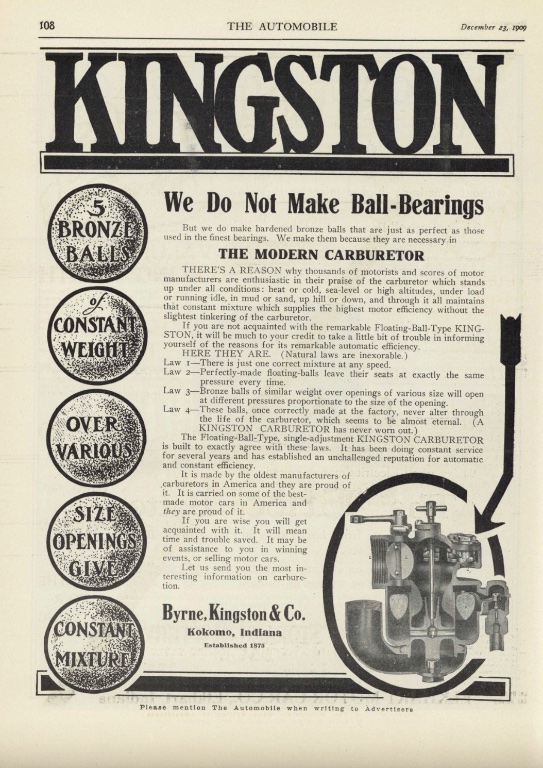 108
THE AUTOMOBILE
December 23, 1909
KINGSTON
5
BRONZE
BALLS
of
CONSTANT
WEIGHT
OVER
VARIOUS
SIZE
OPENINGS
GIVE
CONSTANT
MIXTURE
We Do Not Make Ball-Bearings
But we do make hardened bronze balls that are just as perfect as those
used in the finest bearings. We make them because they are necessary in
THE MODERN CARBURETOR
THERE'S A REASON why thousands of motorists and scores of motor
manufacturers are enthusiastic in their praise of the carburetor which stands
up under all conditions: heat or cold, sea-level or high altitudes, under load
or running idle, in mud or sand, up hill or down, and through it all maintains
that constant mixture which supplies the highest motor efficiency without the
slightest tinkering of the carburetor.
If you are not acquainted with the remarkable Floating-Ball-Type KING-
STON, it will be much to your credit to take a little bit of trouble in informing
yourself of the reasons for its remarkable automatic efficiency.
HERE THEY ARE. (Natural laws are inexorable.)
Law 1—There is just one correct mixture at any speed.
Law 2—Perfectly-made floating-balls leave their seats at exactly the same
pressure every time.
Law 3—Bronze balls of similar weight over openings of various size will open
at different pressures proportionate to the size of the opening.
Law 4—These balls, once correctly made at the factory, never alter through
the life of the carburetor, which seems to be almost eternal. (A
KINGSTON CARBURETOR has never worn out.)
The Floating-Ball-Type, single-adjustment KINGSTON CARBURETOR
is built to exactly agree with these laws. It has been doing constant service
for several years and has established an unchallenged reputation for automatic
and constant efficiency.
It is made by the oldest manufacturers of
carburetors in America and they are proud of
it. It is carried on some of the best-
made motor cars in America and
they are proud of it.
If you are wise you will get
acquainted with it. It will mean
time and trouble saved. It may be
of assistance to you in winning
events, or selling motor cars.
Let us send you the most in-
teresting information on carbure-
tion.
Byrne, Kingston & Co.
Kokomo, Indiana
Established 1873
Please mention The Automobile when writing to Advertisers